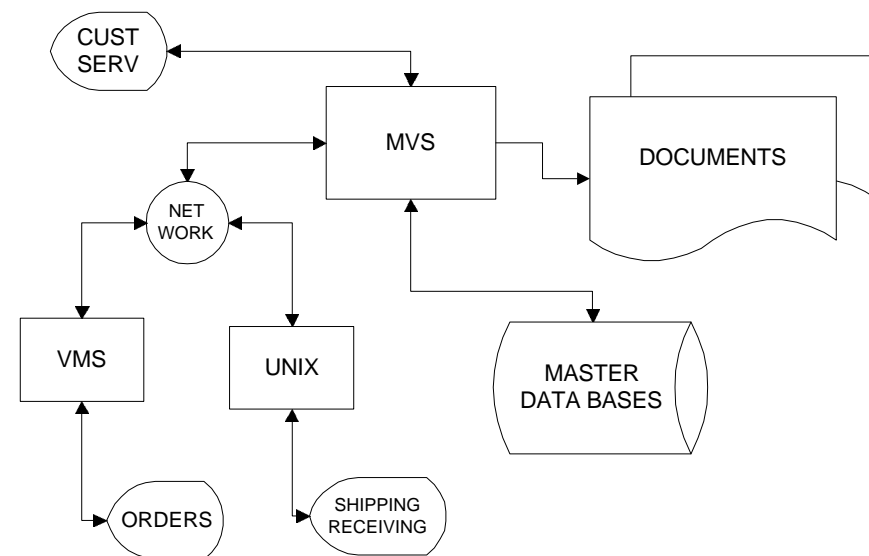 CUST
SERV
MVS
DOCUMENTS
NET
WORK
VMS
UNIX
MASTER
DATA BASES
ORDERS
SHIPPING
RECEIVING